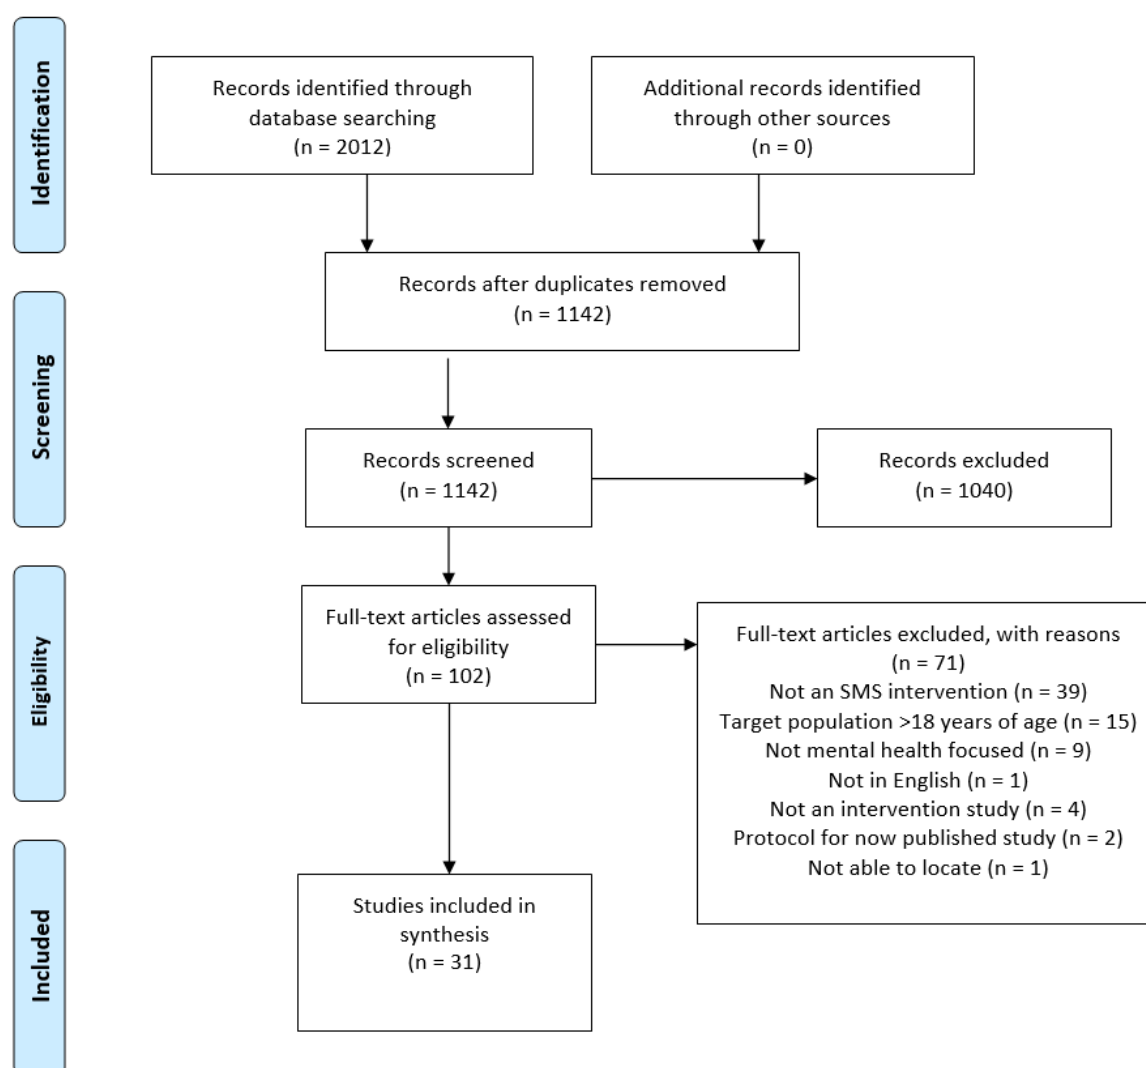 Identification
Records identified through
database searching
(n = 2012)
Additional records identified
through other sources
(n = 0)
Records after duplicates removed
(n = 1142)
Screening
Records screened
(n = 1142)
Records excluded
(n = 1040)
Eligibility
Full-text articles assessed
for eligibility
(n = 102)
Full-text articles excluded, with reasons
(n = 71)
Not an SMS intervention (n = 39)
Target population >18 years of age (n = 15)
Not mental health focused (n = 9)
Not in English (n = 1)
Not an intervention study (n = 4)
Protocol for now published study (n = 2)
Not able to locate (n = 1)
Included
Studies included in
synthesis
(n = 31)